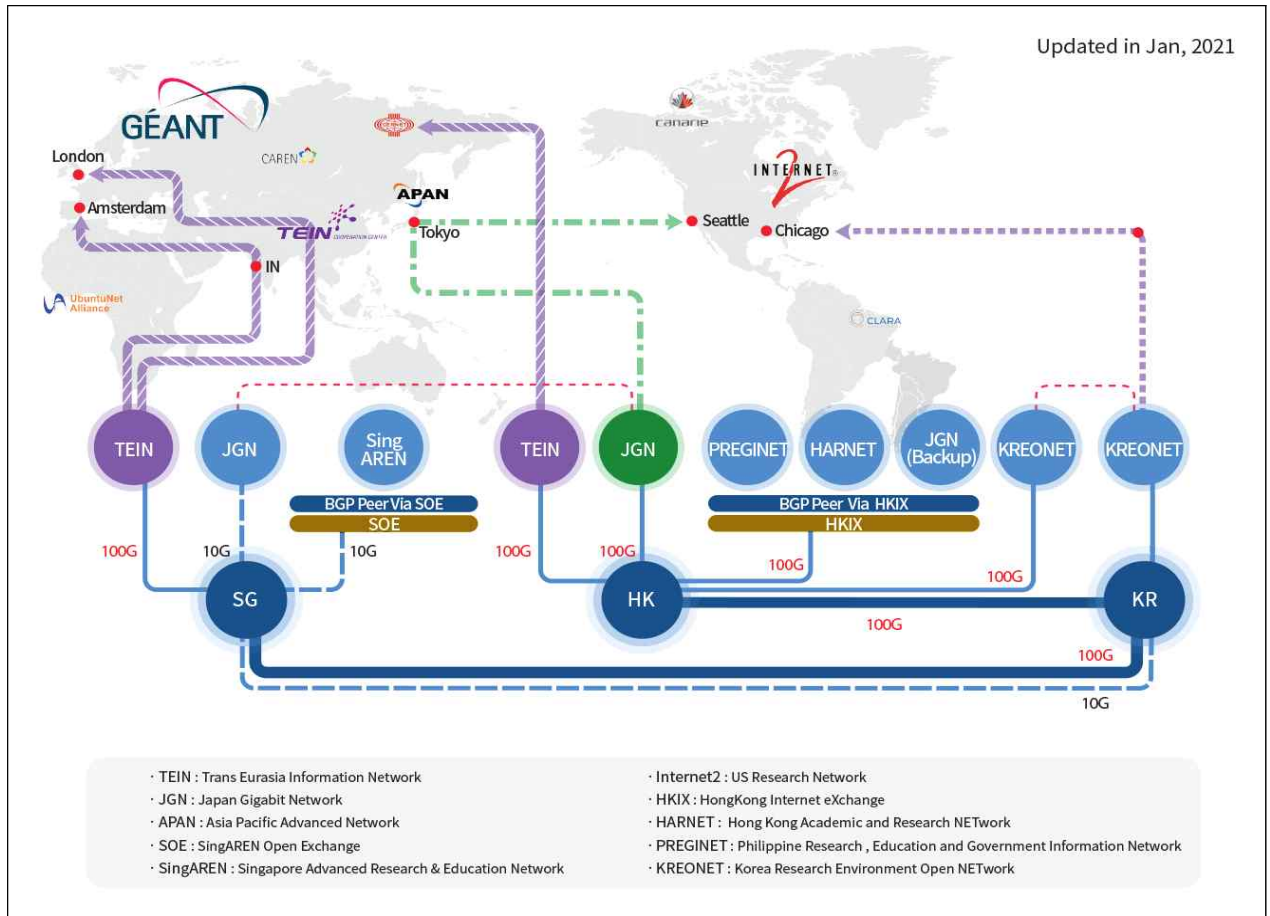 Updated in Jan, 2021
GÉANT
canarie
London
CAREN
INTERNET®
2
Amsterdam
APAN
TEIN COOPERATION CENTER
Tokyo
Seattle
Chicago
IN
UbuntuNet
Alliance
CLARA
TEIN
JGN
Sing
AREN
TEIN
JGN
PREGINET
HARNET
JGN
(Backup)
KREONET
KREONET
BGP Peer Via SOE
SOE
BGP Peer Via HKIX
HKIX
100G
10G
10G
100G
100G
100G
100G
SG
HK
KR
100G
100G
10G
· TEIN : Trans Eurasia Information Network
· JGN : Japan Gigabit Network
· APAN : Asia Pacific Advanced Network
· SOE : SingAREN Open Exchange
· SingAREN : Singapore Advanced Research & Education Network
· Internet2 : US Research Network
· HKIX : HongKong Internet eXchange
· HARNET : Hong Kong Academic and Research NETwork
· PREGINET : Philippine Research , Education and Government Information Network
· KREONET : Korea Research Environment Open NETwork